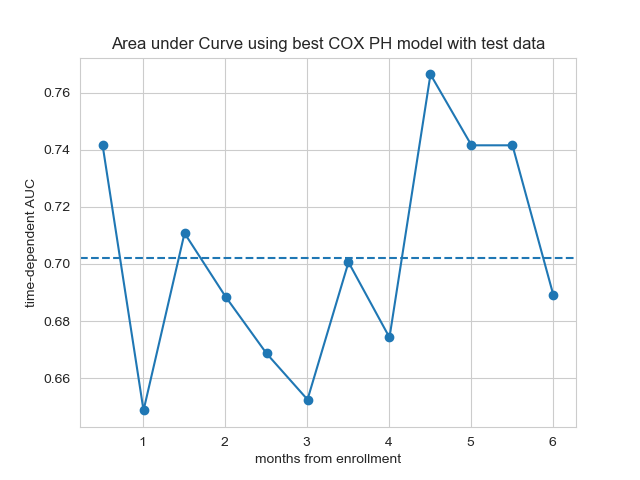 Area under Curve using best COX PH model with test data
time-dependent AUC
0.76
0.74
0.72
0.70
0.68
0.66
1 2 3 4 5 6
months from enrollment